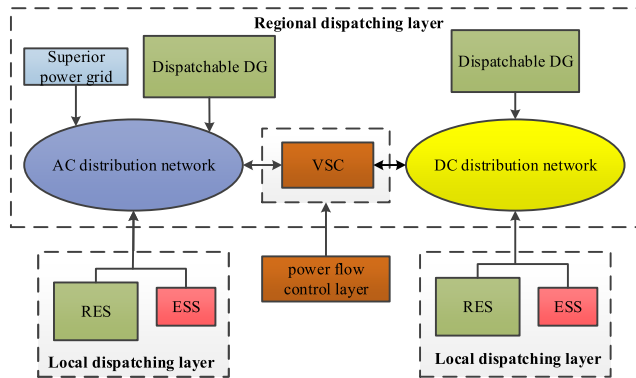 Regional dispatching layer
Superior
power grid
Dispatchable DG
Dispatchable DG
AC distribution network
VSC
DC distribution network
power flow
control layer
RES
ESS
Local dispatching layer
RES
ESS
Local dispatching layer